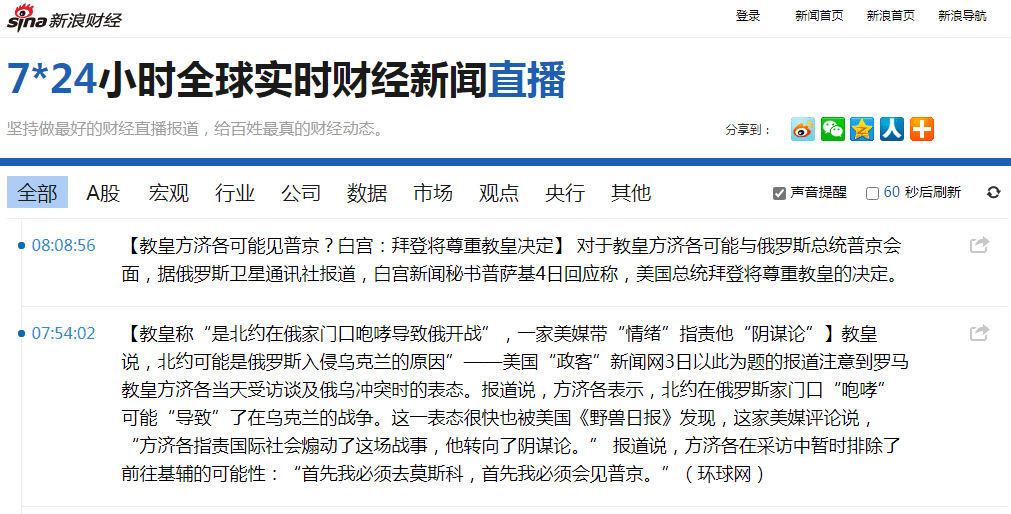 sina 新浪财经
登录 新闻首页 新浪首页 新浪导航
7*24小时全球实时财经新闻直播
坚持做最好的财经直播报道，给百姓最真的财经动态。
分享到：
全部 A股 宏观 行业 公司 数据 市场 观点 央行 其他
声音提醒 60 秒后刷新
08:08:56
【教皇方济各可能见普京？白宫：拜登将尊重教皇决定】 对于教皇方济各可能与俄罗斯总统普京会
面，据俄罗斯卫星通讯社报道，白宫新闻秘书普萨基4日回应称，美国总统拜登将尊重教皇的决定。
07:54:02
【教皇称“是北约在俄家门口咆哮导致俄开战”，一家美媒带“情绪”指责他“阴谋论”】教皇
说，北约可能是俄罗斯入侵乌克兰的原因”——美国“政客”新闻网3日以此为题的报道注意到罗马
教皇方济各当天受访谈及俄乌冲突时的表态。报道说，方济各表示，北约在俄罗斯家门口“咆哮”
可能“导致”了在乌克兰的战争。这一表态很快也被美国《野兽日报》发现，这家美媒评论说，
“方济各指责国际社会煽动了这场战事，他转向了阴谋论。” 报道说，方济各在采访中暂时排除了
前往基辅的可能性：“首先我必须去莫斯科，首先我必须会见普京。”（环球网）